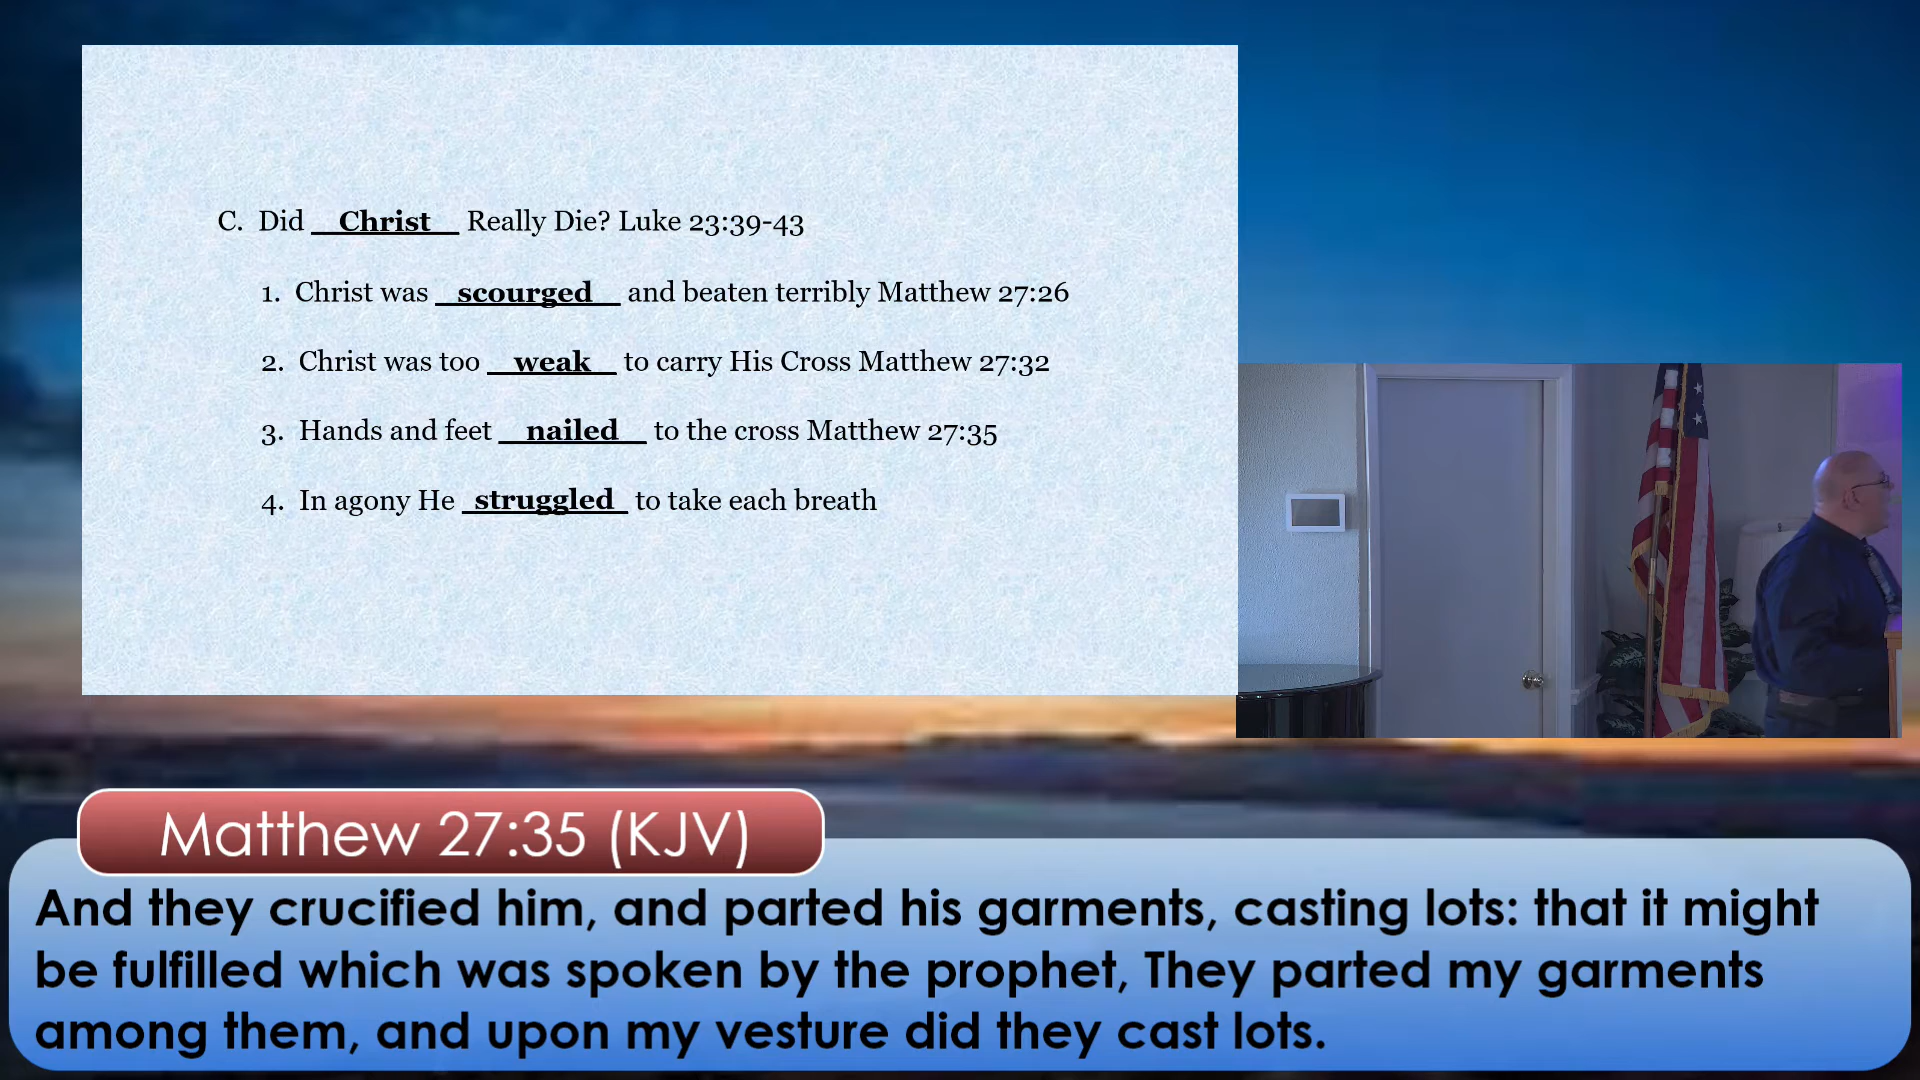 C. Did Christ Really Die? Luke 23:39-43
1. Christ was scourged and beaten terribly Matthew 27:26
2. Christ was too weak to carry His Cross Matthew 27:32
3. Hands and feet nailed to the cross Matthew 27:35
4. In agony He struggled to take each breath
Matthew 27:35 (KJV)
And they crucified him, and parted his garments, casting lots: that it might
be fulfilled which was spoken by the prophet, They parted my garments
among them, and upon my vesture did they cast lots.